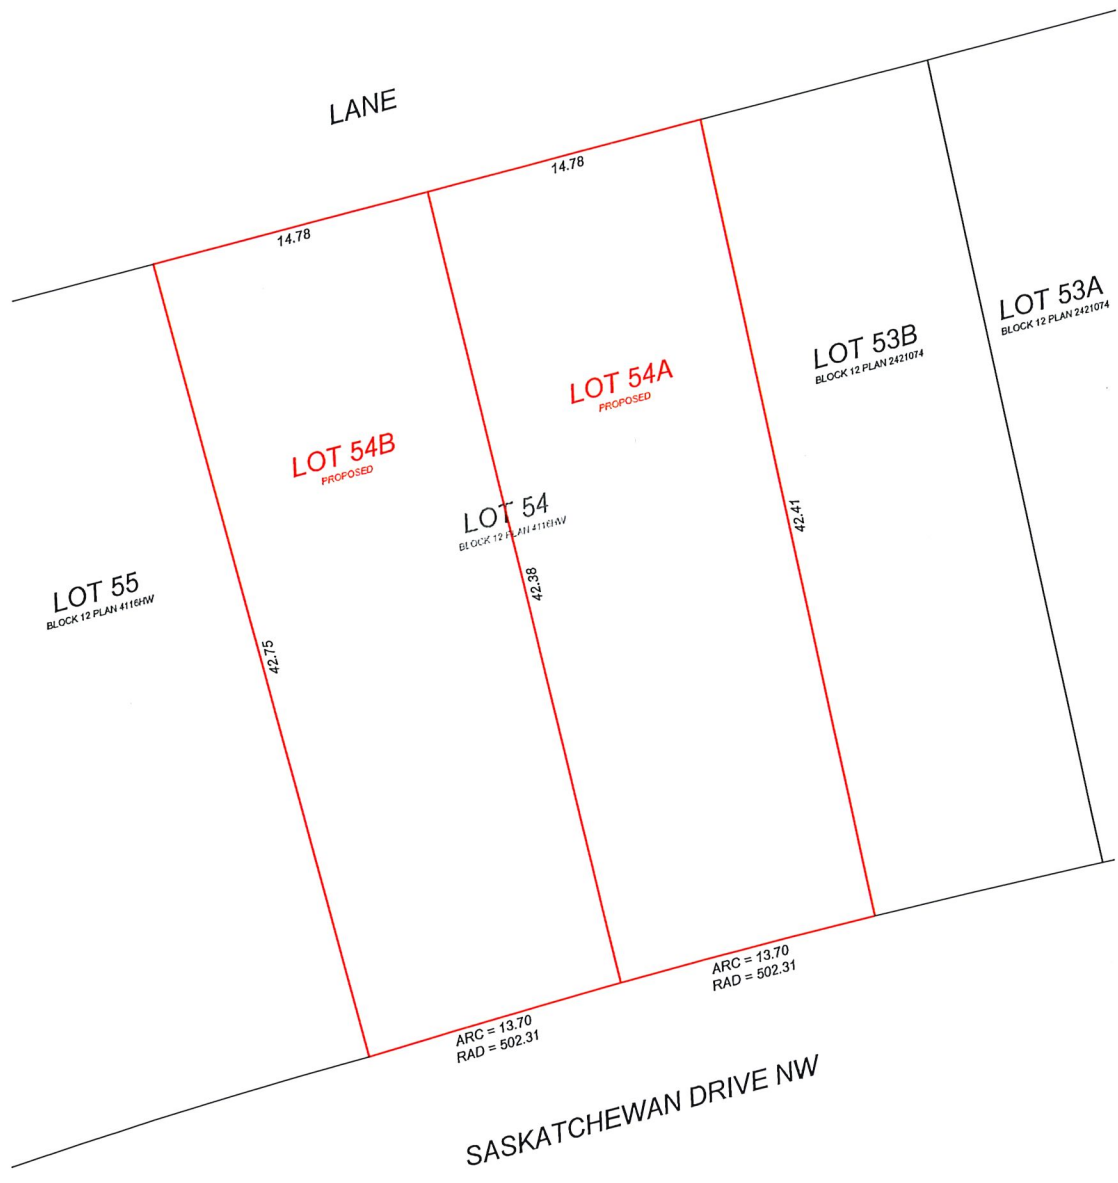 LANE
14.78
14.78
LOT 53A
BLOCK 12 PLAN 2421074
LOT 53B
BLOCK 12 PLAN 2421074
LOT 54A
PROPOSED
LOT 54B
PROPOSED
LOT 54
BLOCK 12 PLAN 4116HW
42.41
42.38
LOT 55
BLOCK 12 PLAN 4116HW
42.75
ARC = 13.70
RAD = 502.31
ARC = 13.70
RAD = 502.31
SASKATCHEWAN DRIVE NW